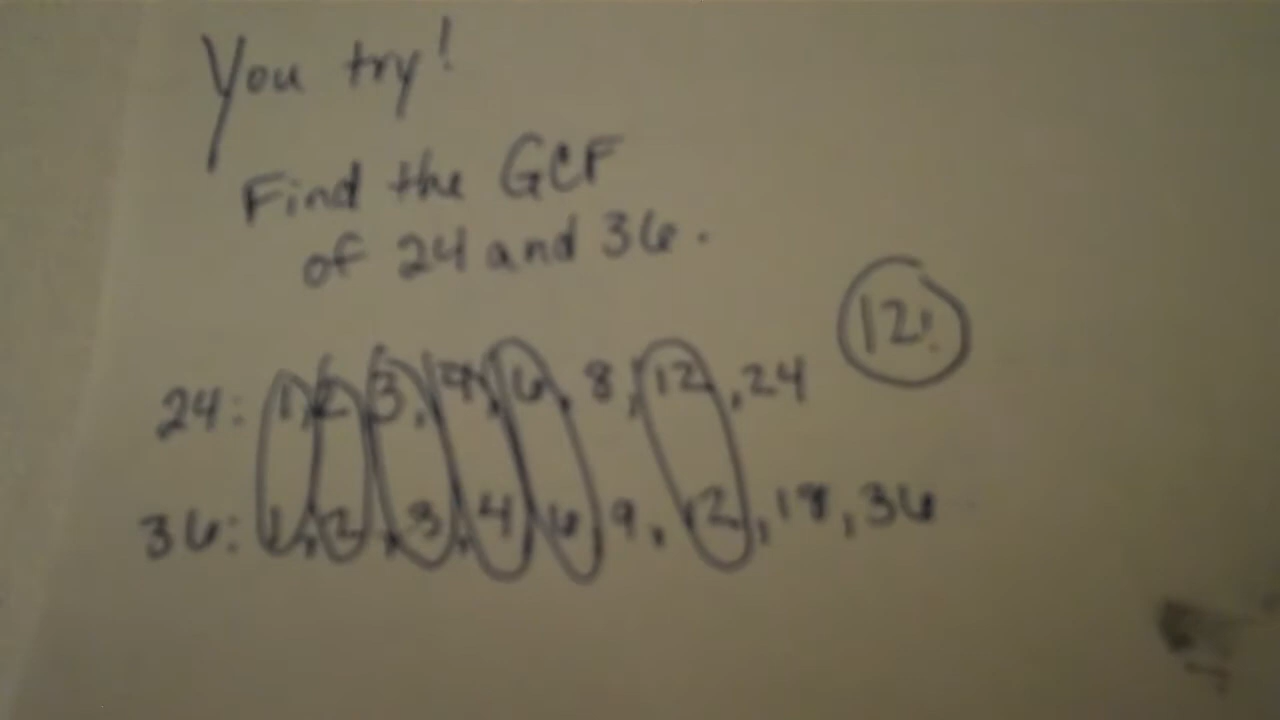 You try!
Find the GCF
of 24 and 36.
12!
24: 1, 2, 3, 4, 6, 8, 12, 24
36: 1, 2, 3, 4, 6, 9, 12, 18, 36